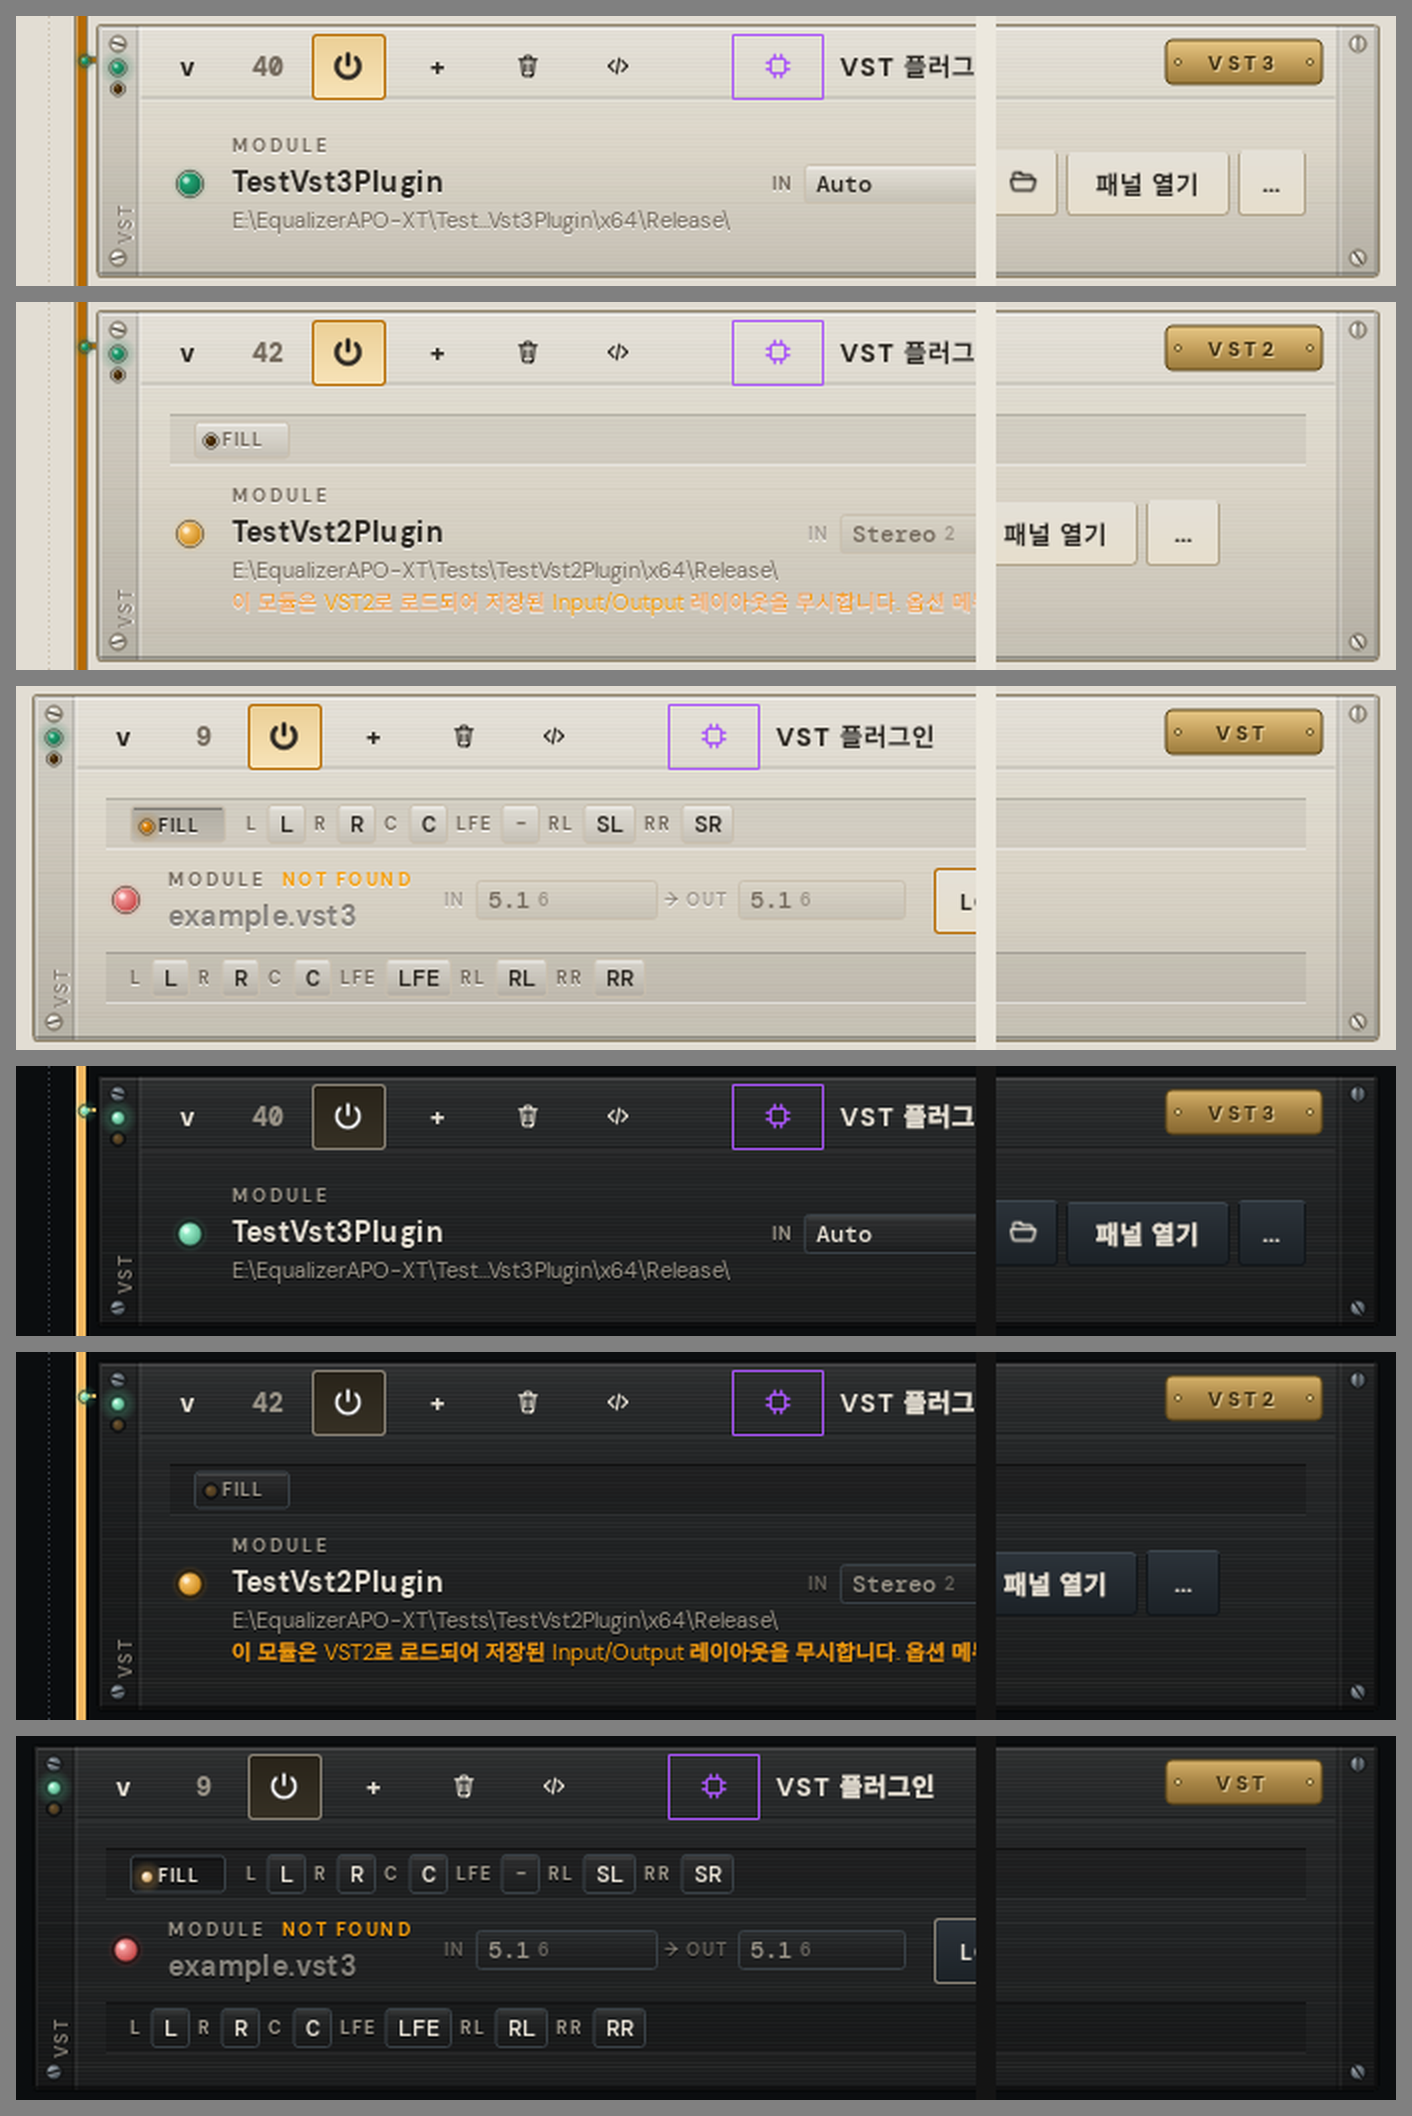 v 40 + </> VST 플러그 VST3
MODULE
TestVst3Plugin IN Auto 패널 열기 ...
E:\EqualizerAPO-XT\Test...Vst3Plugin\x64\Release\
VST
v 42 + </> VST 플러그 VST2
FILL
MODULE
TestVst2Plugin IN Stereo 2 패널 열기 ...
E:\EqualizerAPO-XT\Tests\TestVst2Plugin\x64\Release\
이 모듈은 VST2로 로드되어 저장된 Input/Output 레이아웃을 무시합니다. 옵션
VST
v 9 + </> VST 플러그인 VST
FILL L L R R C C LFE - RL SL RR SR
MODULE NOT FOUND
example.vst3 IN 5.1 6 → OUT 5.1 6
L L R R C C LFE LFE RL RL RR RR
VST
v 40 + </> VST 플러그 VST3
MODULE
TestVst3Plugin IN Auto 패널 열기 ...
E:\EqualizerAPO-XT\Test...Vst3Plugin\x64\Release\
VST
v 42 + </> VST 플러그 VST2
FILL
MODULE
TestVst2Plugin IN Stereo 2 패널 열기 ...
E:\EqualizerAPO-XT\Tests\TestVst2Plugin\x64\Release\
이 모듈은 VST2로 로드되어 저장된 Input/Output 레이아웃을 무시합니다. 옵션
VST
v 9 + </> VST 플러그인 VST
FILL L L R R C C LFE - RL SL RR SR
MODULE NOT FOUND
example.vst3 IN 5.1 6 → OUT 5.1 6
L L R R C C LFE LFE RL RL RR RR
VST